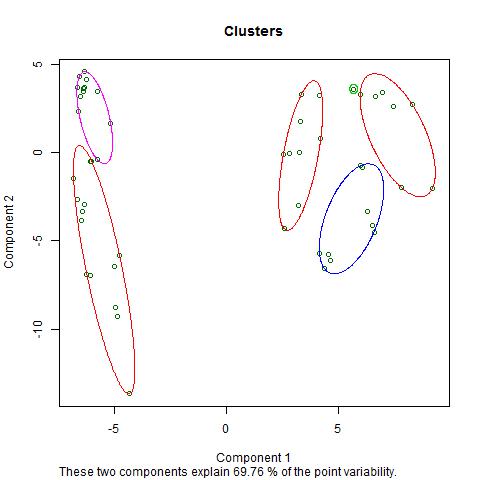 Clusters
5
0
-5
-10
Component 2
-5
0
5
Component 1
These two components explain 69.76 % of the point variability.